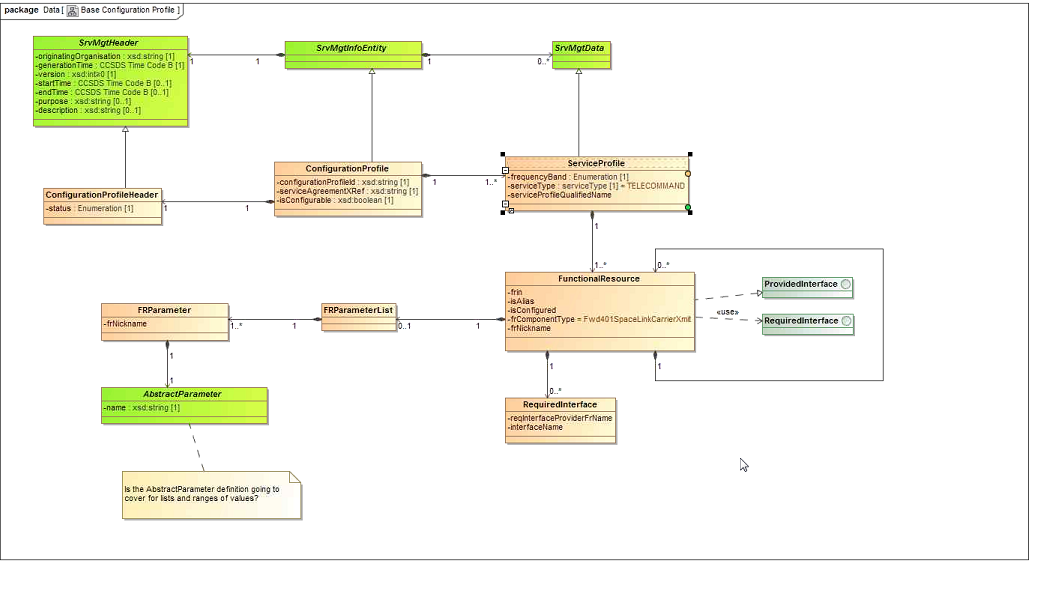 package Data [ Base Configuration Profile ]
SrvMgtHeader
-originatingOrganisation : xsd:string [1]
-generationTime : CCSDS Time Code B [1]
-version : xsd:int≠0 [1]
-startTime : CCSDS Time Code B [0..1]
-endTime : CCSDS Time Code B [0..1]
-purpose : xsd:string [0..1]
-description : xsd:string [0..1]
1
1
SrvMgtInfoEntity
1
0..*
SrvMgtData
ConfigurationProfileHeader
-status : Enumeration [1]
1
1
ConfigurationProfile
-configurationProfileId : xsd:string [1]
-serviceAgreementXRef : xsd:string [1]
-isConfigurable : xsd:boolean [1]
1
1..*
ServiceProfile
-frequencyBand : Enumeration [1]
-serviceType : serviceType [1] = TELECOMMAND
-serviceProfileQualifiedName
1
1..*
0..*
FunctionalResource
-frin
-isAlias
-isConfigured
-frComponentType = Fwd401SpaceLinkCarrierXmit
-frNickname
ProvidedInterface
«use»
RequiredInterface
FRParameter
-frNickname
1..*
1
FRParameterList
0..1
1
1
1
1
1
AbstractParameter
-name : xsd:string [1]
0..*
RequiredInterface
-reqInterfaceProviderFrName
-interfaceName
Is the AbstractParameter definition going to
cover for lists and ranges of values?